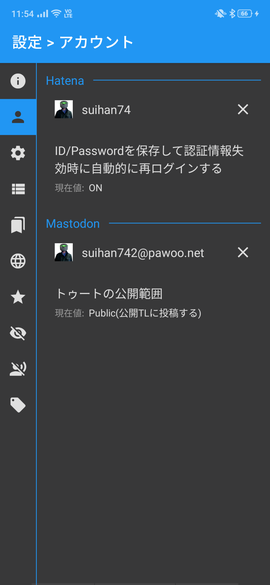 11:54
66
設定 > アカウント
Hatena
suihan74
ID/Passwordを保存して認証情報失
効時に自動的に再ログインする
現在値: ON
Mastodon
suihan742@pawoo.net
トゥートの公開範囲
現在値: Public(公開TLに投稿する)